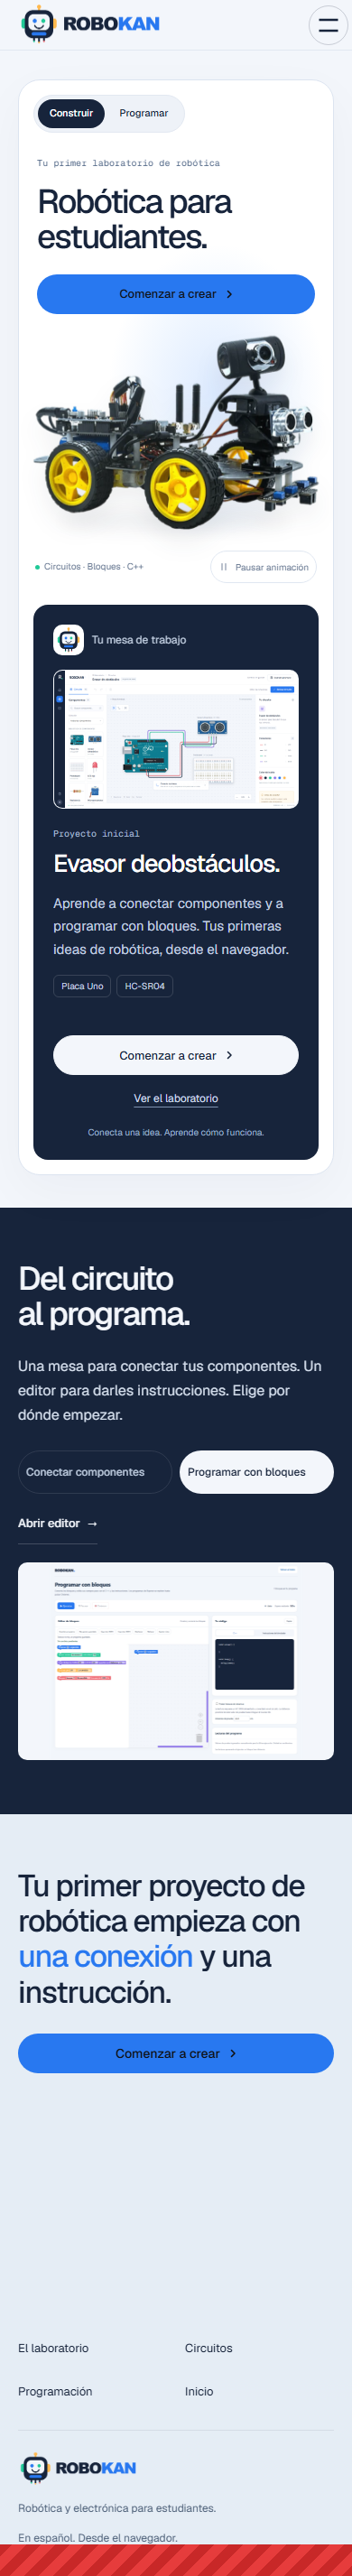 ROBOKAN
Construir
Programar
Tu primer laboratorio de robótica
Robótica para
estudiantes.
Comenzar a crear
Circuitos · Bloques · C++
Pausar animación
Tu mesa de trabajo
Proyecto inicial
Evasor deobstáculos.
Aprende a conectar componentes y a
programar con bloques. Tus primeras
ideas de robótica, desde el navegador.
Placa Uno
HC-SR04
Comenzar a crear
Ver el laboratorio
Conecta una idea. Aprende cómo funciona.
Del circuito
al programa.
Una mesa para conectar tus componentes. Un
editor para darles instrucciones. Elige por
dónde empezar.
Conectar componentes
Programar con bloques
Abrir editor →
Programar con bloques
Tu primer proyecto de
robótica empieza con
una conexión y una
instrucción.
Comenzar a crear
El laboratorio
Circuitos
Programación
Inicio
ROBOKAN
Robótica y electrónica para estudiantes.
En español. Desde el navegador.